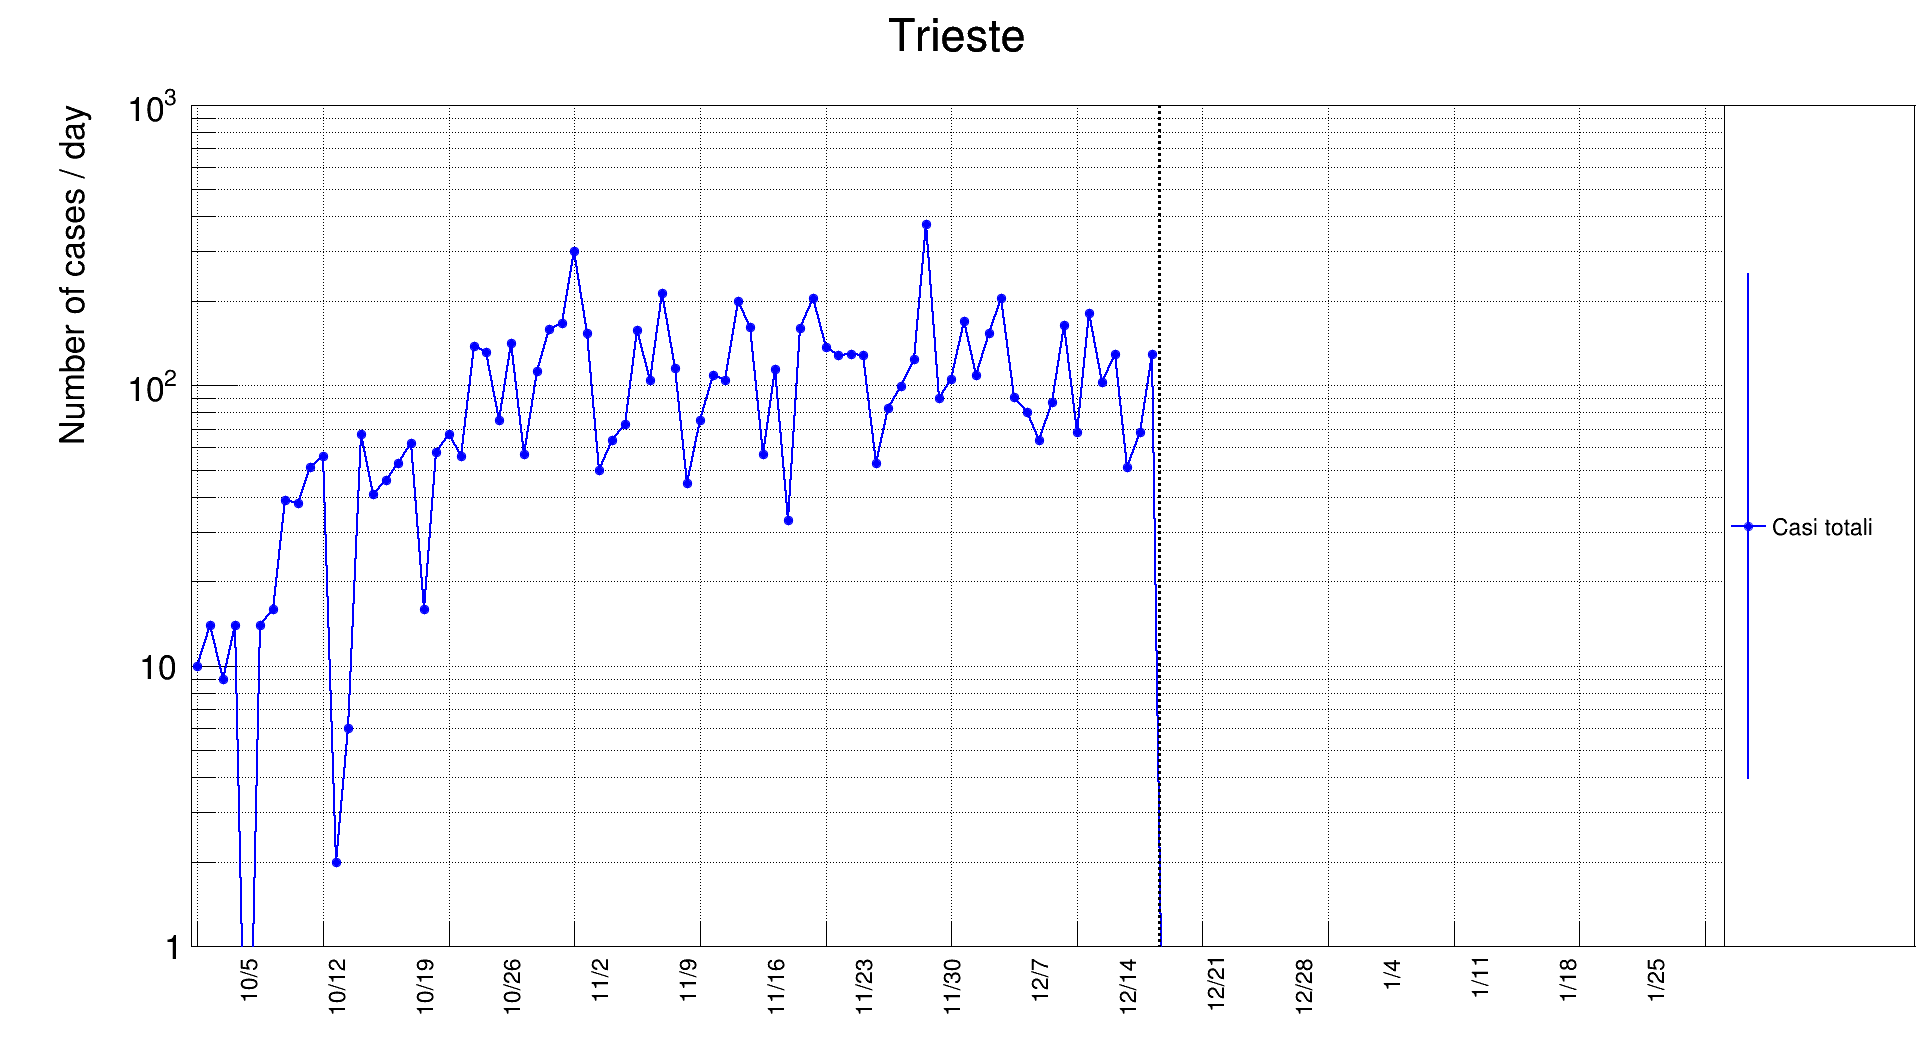 Trieste
Number of cases / day
10³
10²
10
1
10/5 10/12 10/19 10/26 11/2 11/9 11/16 11/23 11/30 12/7 12/14 12/21 12/28 1/4 1/11 1/18 1/25
Casi totali